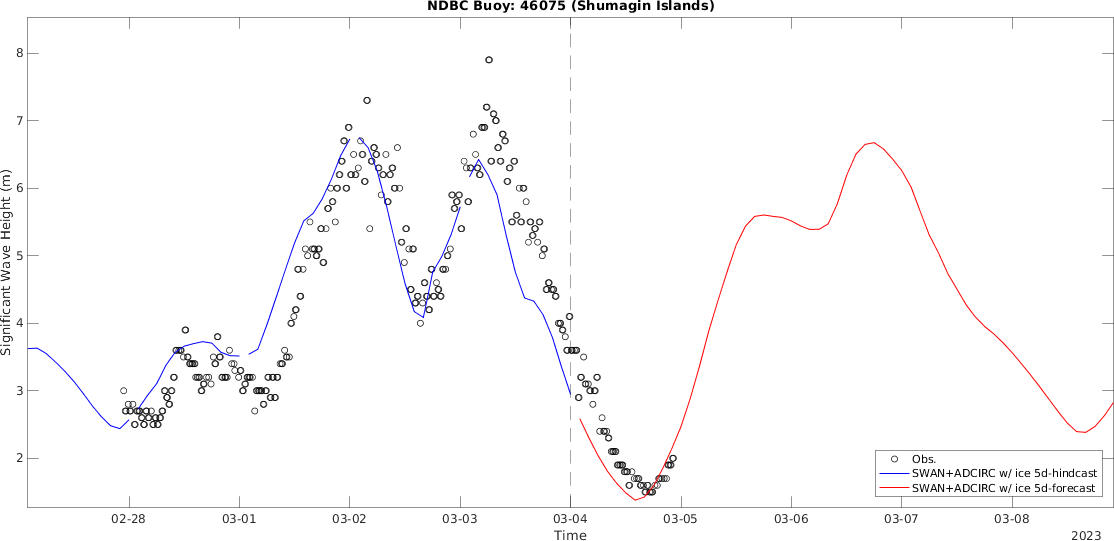 NDBC Buoy: 46075 (Shumagin Islands)
Significant Wave Height (m)
8
7
6
5
4
3
2
Obs.
SWAN+ADCIRC w/ ice 5d-hindcast
SWAN+ADCIRC w/ ice 5d-forecast
02-28 03-01 03-02 03-03 03-04 03-05 03-06 03-07 03-08
Time
2023